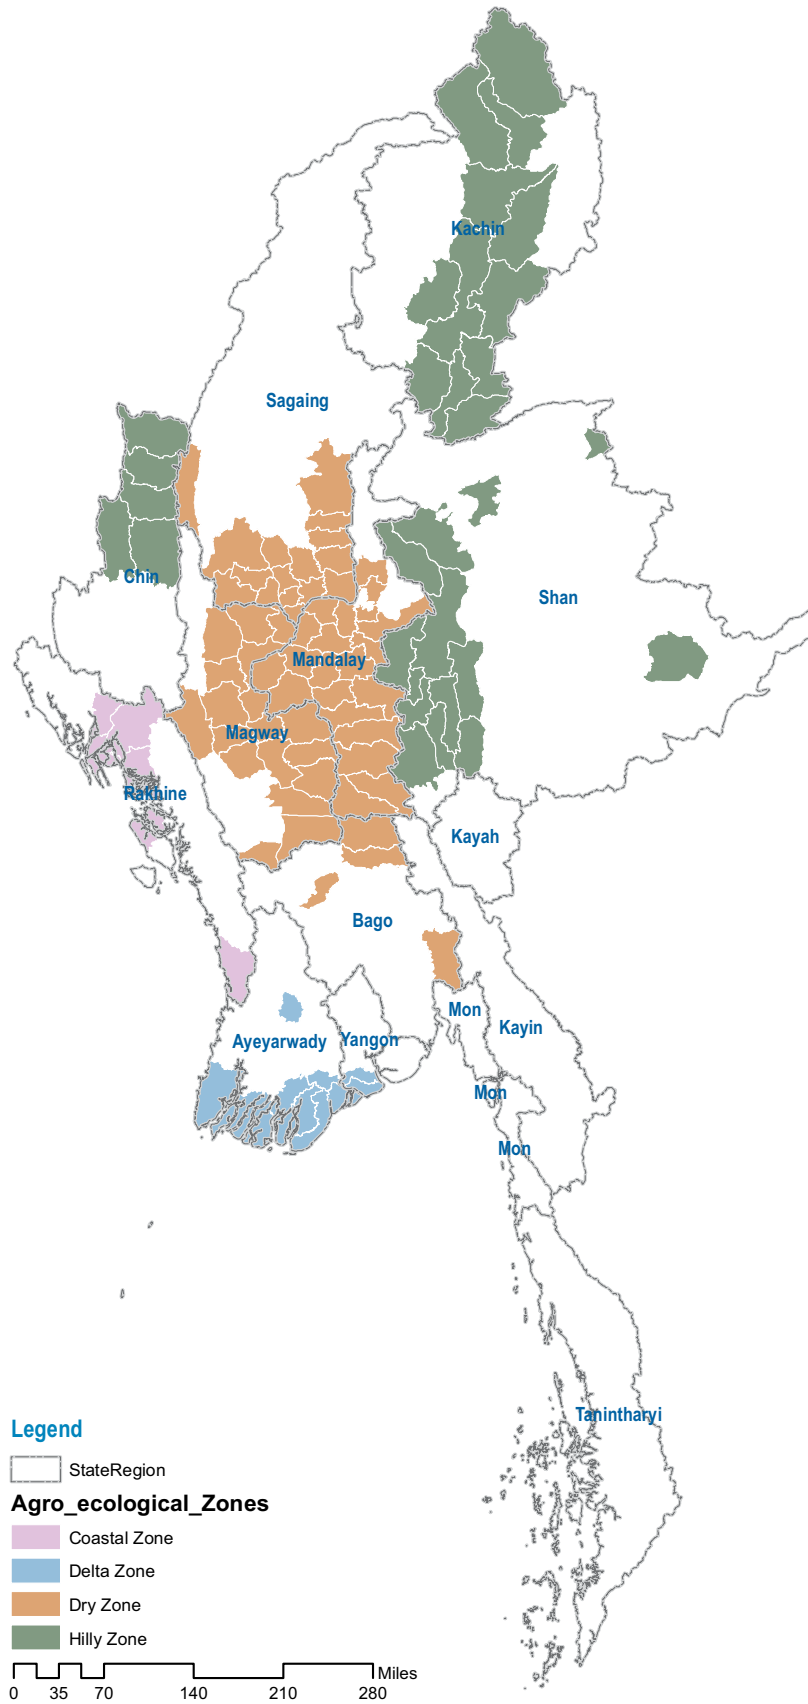 Kachin
Sagaing
Chin
Shan
Mandalay
Magway
Rakhine
Kayah
Bago
Mon
Kayin
Ayeyarwady
Yangon
Mon
Mon
Tanintharyi
Legend
StateRegion
Agro_ecological_Zones
Coastal Zone
Delta Zone
Dry Zone
Hilly Zone
Miles
0 35 70 140 210 280